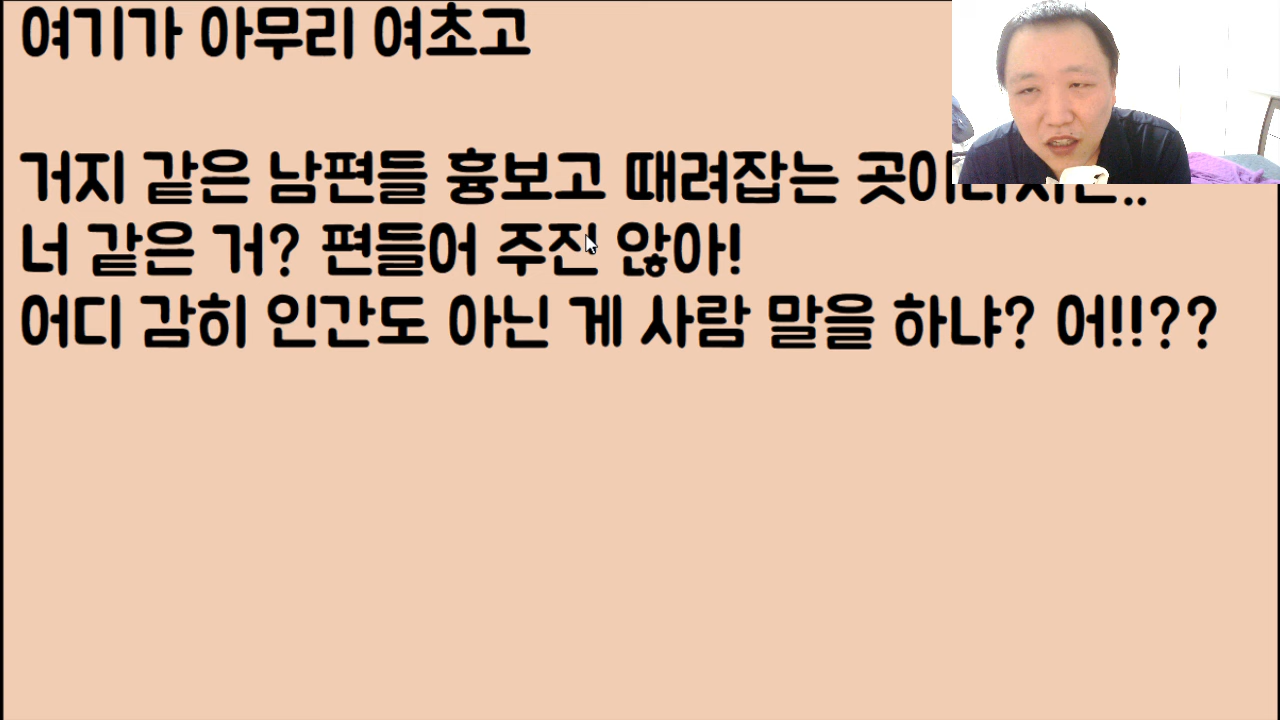 여기가 아무리 여초고
거지 같은 남편들 흉보고 때려잡는
너 같은 거? 편들어 주진 않아!
어디 감히 인간도 아닌 게 사람 말을 하냐? 어!!??